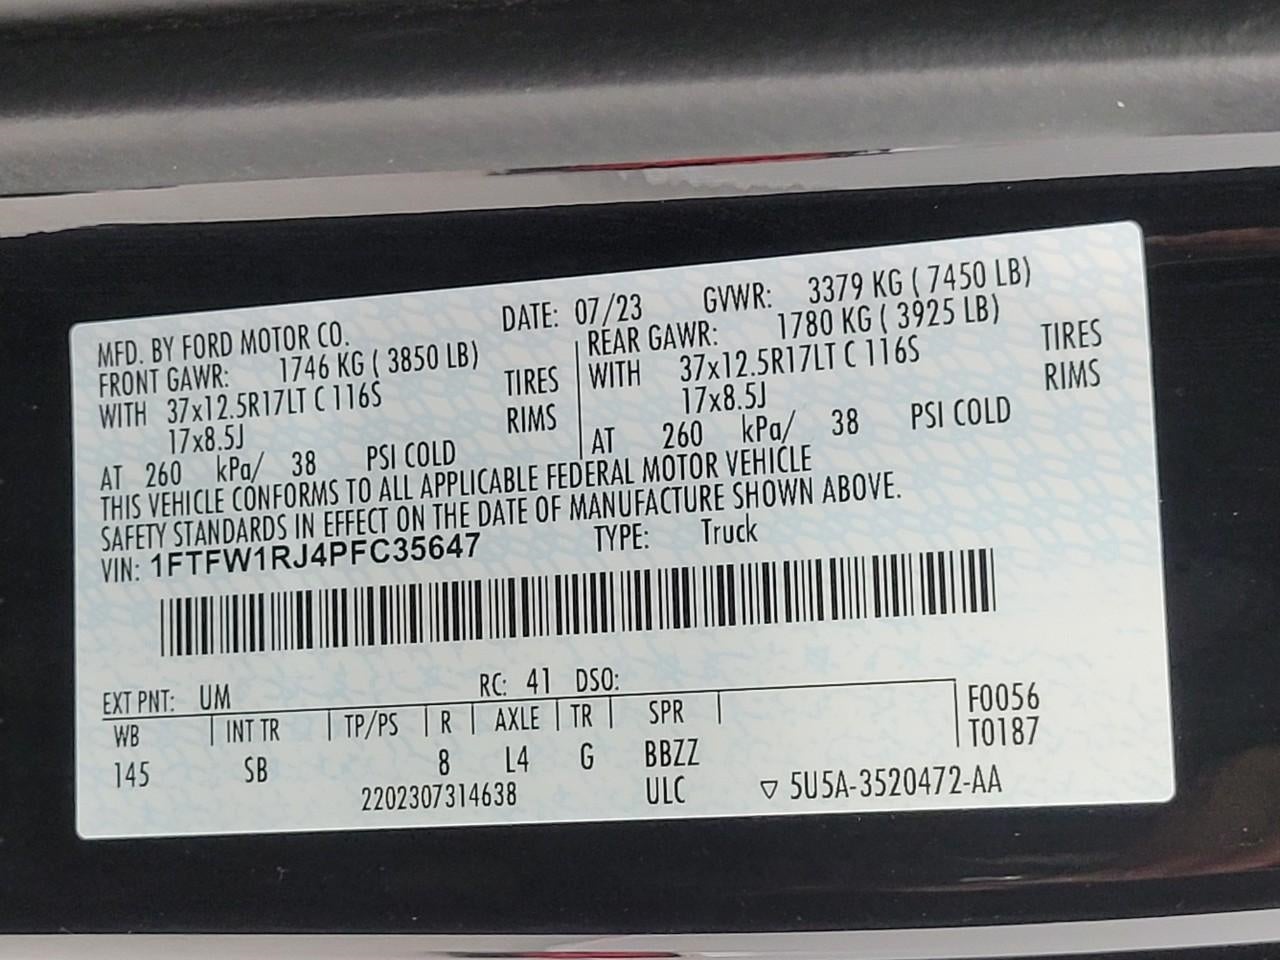 MFD. BY FORD MOTOR CO. DATE: 07/23 GVWR: 3379 KG ( 7450 LB)
FRONT GAWR: 1746 KG ( 3850 LB) REAR GAWR: 1780 KG ( 3925 LB)
WITH 37x12.5R17LT C 116S TIRES WITH 37x12.5R17LT C 116S TIRES
17x8.5J RIMS 17x8.5J RIMS
AT 260 kPa/ 38 PSI COLD AT 260 kPa/ 38 PSI COLD
THIS VEHICLE CONFORMS TO ALL APPLICABLE FEDERAL MOTOR VEHICLE
SAFETY STANDARDS IN EFFECT ON THE DATE OF MANUFACTURE SHOWN ABOVE.
VIN: 1FTFW1RJ4PFC35647 TYPE: Truck
EXT PNT: UM RC: 41 DSO:
WB INT TR TP/PS R AXLE TR SPR F0056
T0187
145 SB 8 L4 G BBZZ
2202307314638 ULC ▽ 5U5A-3520472-AA